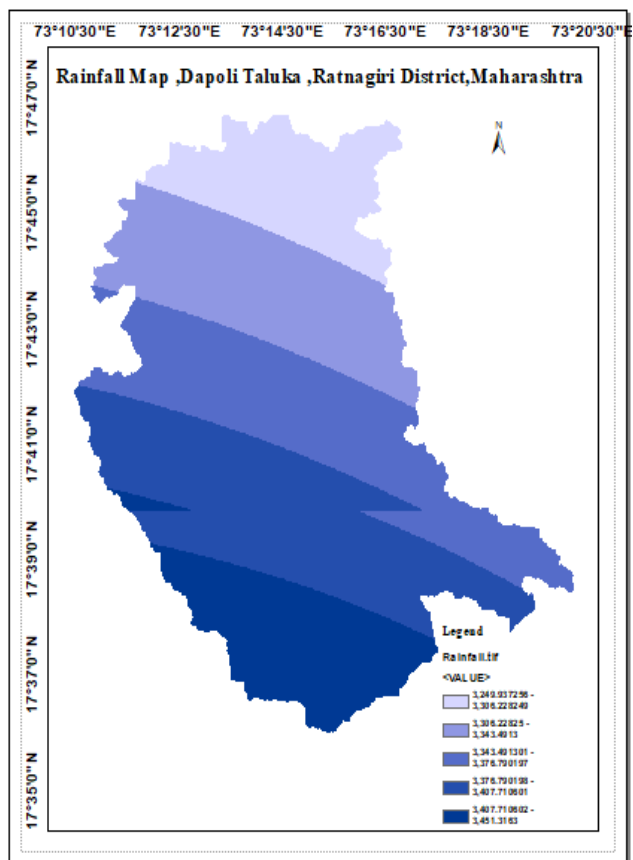 73°10'30"E 73°12'30"E 73°14'30"E 73°16'30"E 73°18'30"E 73°20'30"E
Rainfall Map ,Dapoli Taluka ,Ratnagiri District,Maharashtra
N
17°47'0"N
17°45'0"N
17°43'0"N
17°41'0"N
17°39'0"N
17°37'0"N
17°35'0"N
Legend
Rainfall.tif
<VALUE>
3,249.937256 -
3,306.228249
3,306.22825 -
3,343.4913
3,343.491301 -
3,376.790197
3,376.790198 -
3,407.710601
3,407.710602 -
3,451.3163